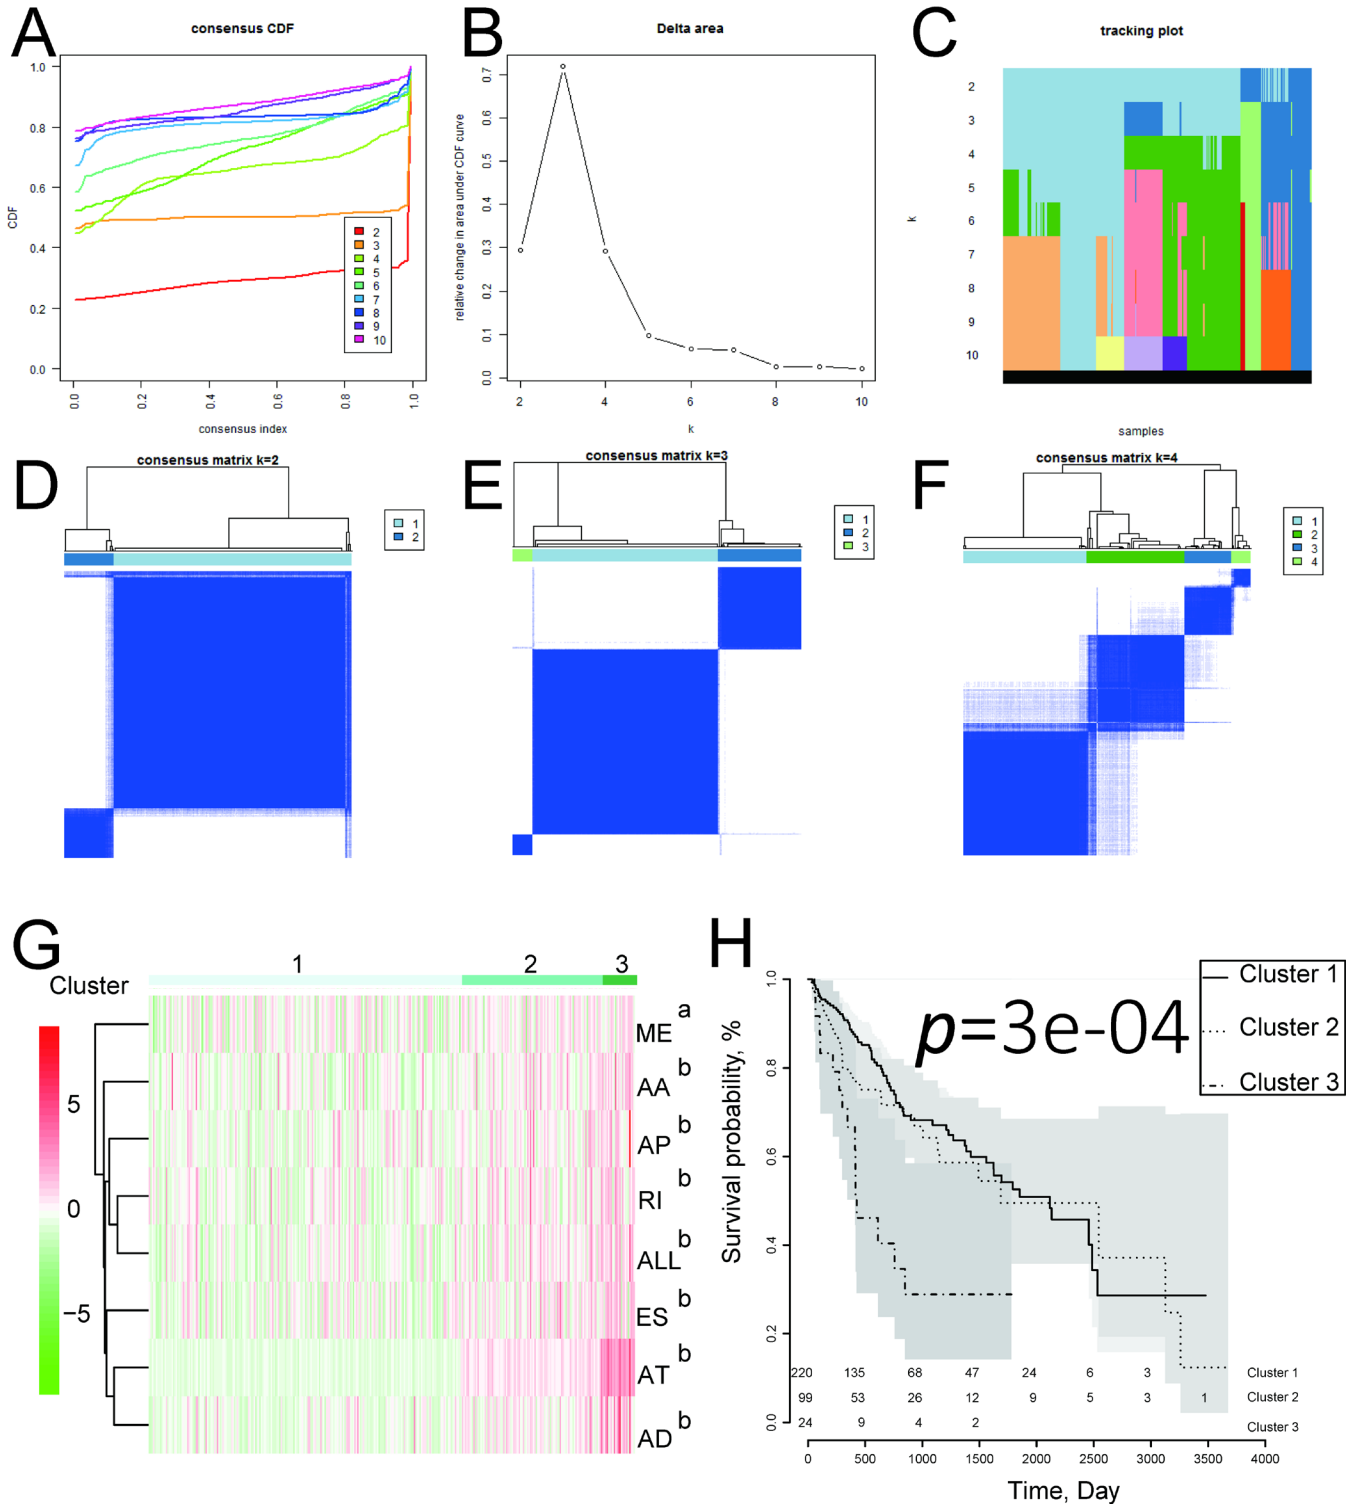 A
consensus CDF
CDF
1.0
0.8
0.6
0.4
0.2
0.0
2
3
4
5
6
7
8
9
10
0.0
0.2
0.4
0.6
0.8
1.0
consensus index
B
Delta area
relative change in area under CDF curve
0.7
0.6
0.5
0.4
0.3
0.2
0.1
0.0
2
4
6
8
10
k
C
tracking plot
k
2
3
4
5
6
7
8
9
10
samples
D
consensus matrix k=2
1
2
E
consensus matrix k=3
1
2
3
F
consensus matrix k=4
1
2
3
4
G
Cluster
1
2
3
5
0
−5
ME a
AA b
AP b
RI b
ALL b
ES b
AT b
AD b
H
p=3e-04
Cluster 1
Cluster 2
Cluster 3
Survival probability, %
1.0
0.8
0.6
0.4
0.2
0.0
220 135 68 47 24 6 3 Cluster 1
99 53 26 12 9 5 3 1 Cluster 2
24 9 4 2 Cluster 3
0 500 1000 1500 2000 2500 3000 3500 4000
Time, Day